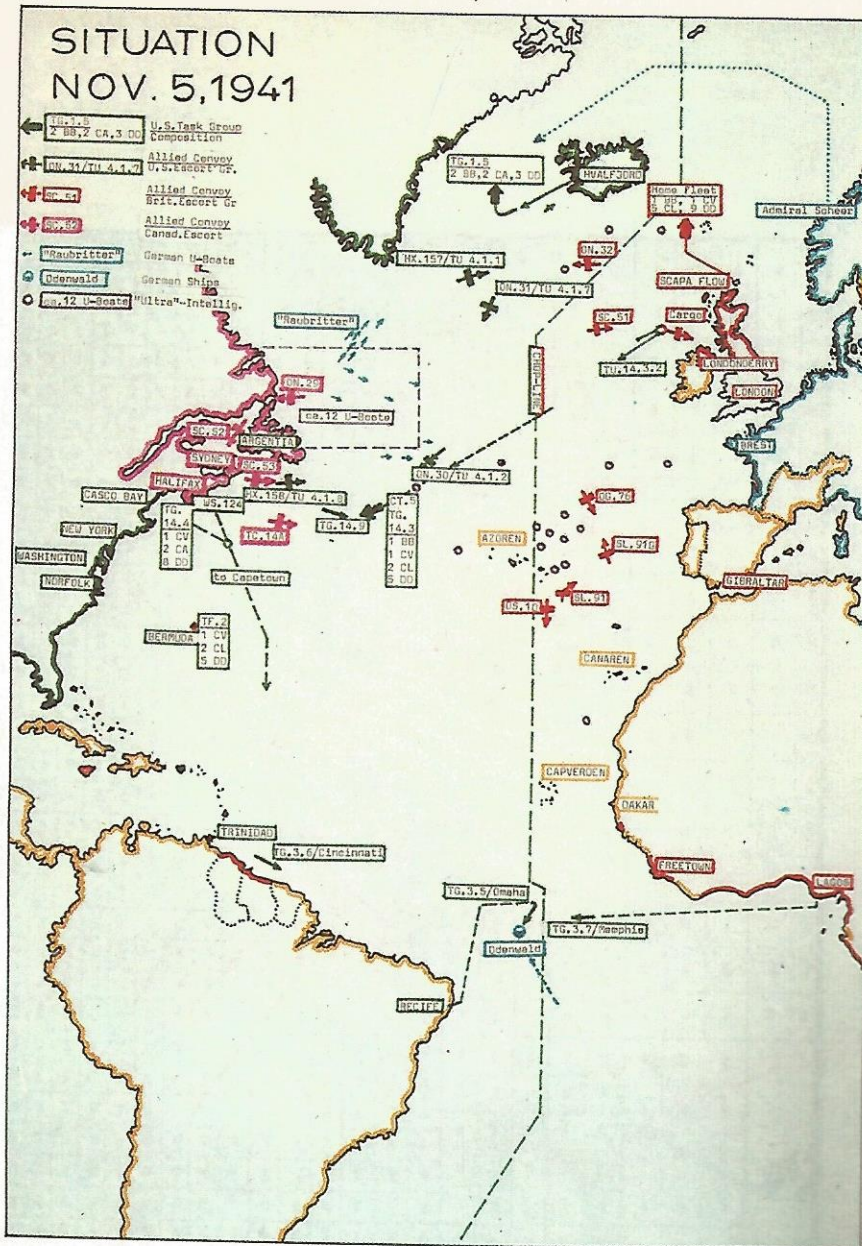 SITUATION
NOV. 5, 1941
TG.1.5
2 BB,2 CA,3 DD
U.S.Task Group
Composition
ON.31/TU 4.1.7
Allied Convoy
U.S.Escort Gr.
SC.51
Allied Convoy
Brit.Escort Gr
SC.52
Allied Convoy
Canad.Escort
"Raubritter"
German U-Boats
Odenwald
German Ships
ca.12 U-Boats
"Ultra"-Intellig.
TG.1.5
2 BB,2 CA,3 DD
HVALFJORD
Home Fleet
1 BB, 1 CV
5 CL, 9 DD
Admiral Scheer
HX.157/TU 4.1.1
ON.32
ON.31/TU 4.1.7
SCAPA FLOW
SC.51
Cargo
"Raubritter"
TU.14.3.2
LONDONDERRY
LONDON
CHOP-LINE
ON.29
ca.12 U-Boats
SC.52
ARGENTIA
BREST
SYDNEY
SC.53
ON.30/TU 4.1.2
HALIFAX
HX.158/TU 4.1.8
CASCO BAY
WS.124
CT.5
TG.
14.3
1 BB
1 CV
2 CL
5 DD
OG.76
TG.
14.4
1 CV
2 CA
8 DD
TC.14A
TG.14.9
NEW YORK
AZOREN
SL.91G
WASHINGTON
to Capetown
NORFOLK
GIBRALTAR
SL.91
OS.10
TF.2
1 CV
2 CL
5 DD
BERMUDA
CANAREN
CAPVERDEN
DAKAR
TRINIDAD
TG.3.6/Cincinnati
FREETOWN
LAGOS
TG.3.5/Omaha
TG.3.7/Memphis
Odenwald
RECIFE